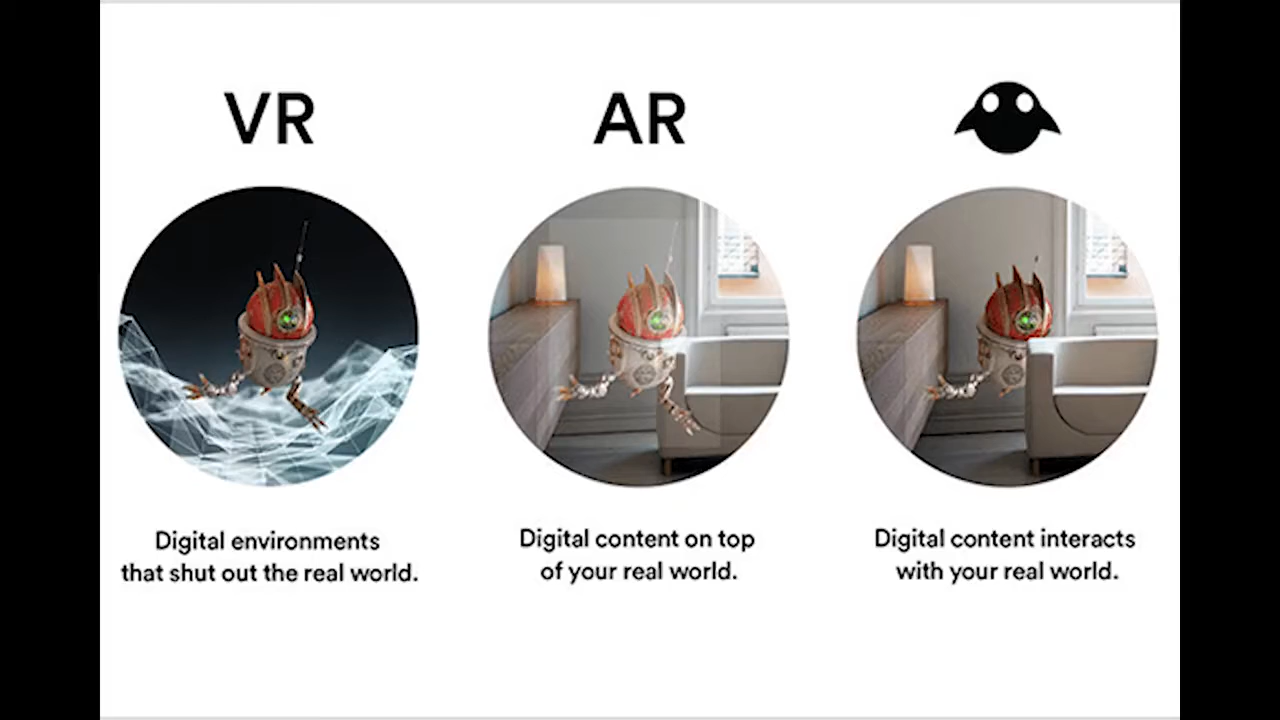 VR
AR
Digital environments
that shut out the real world.
Digital content on top
of your real world.
Digital content interacts
with your real world.